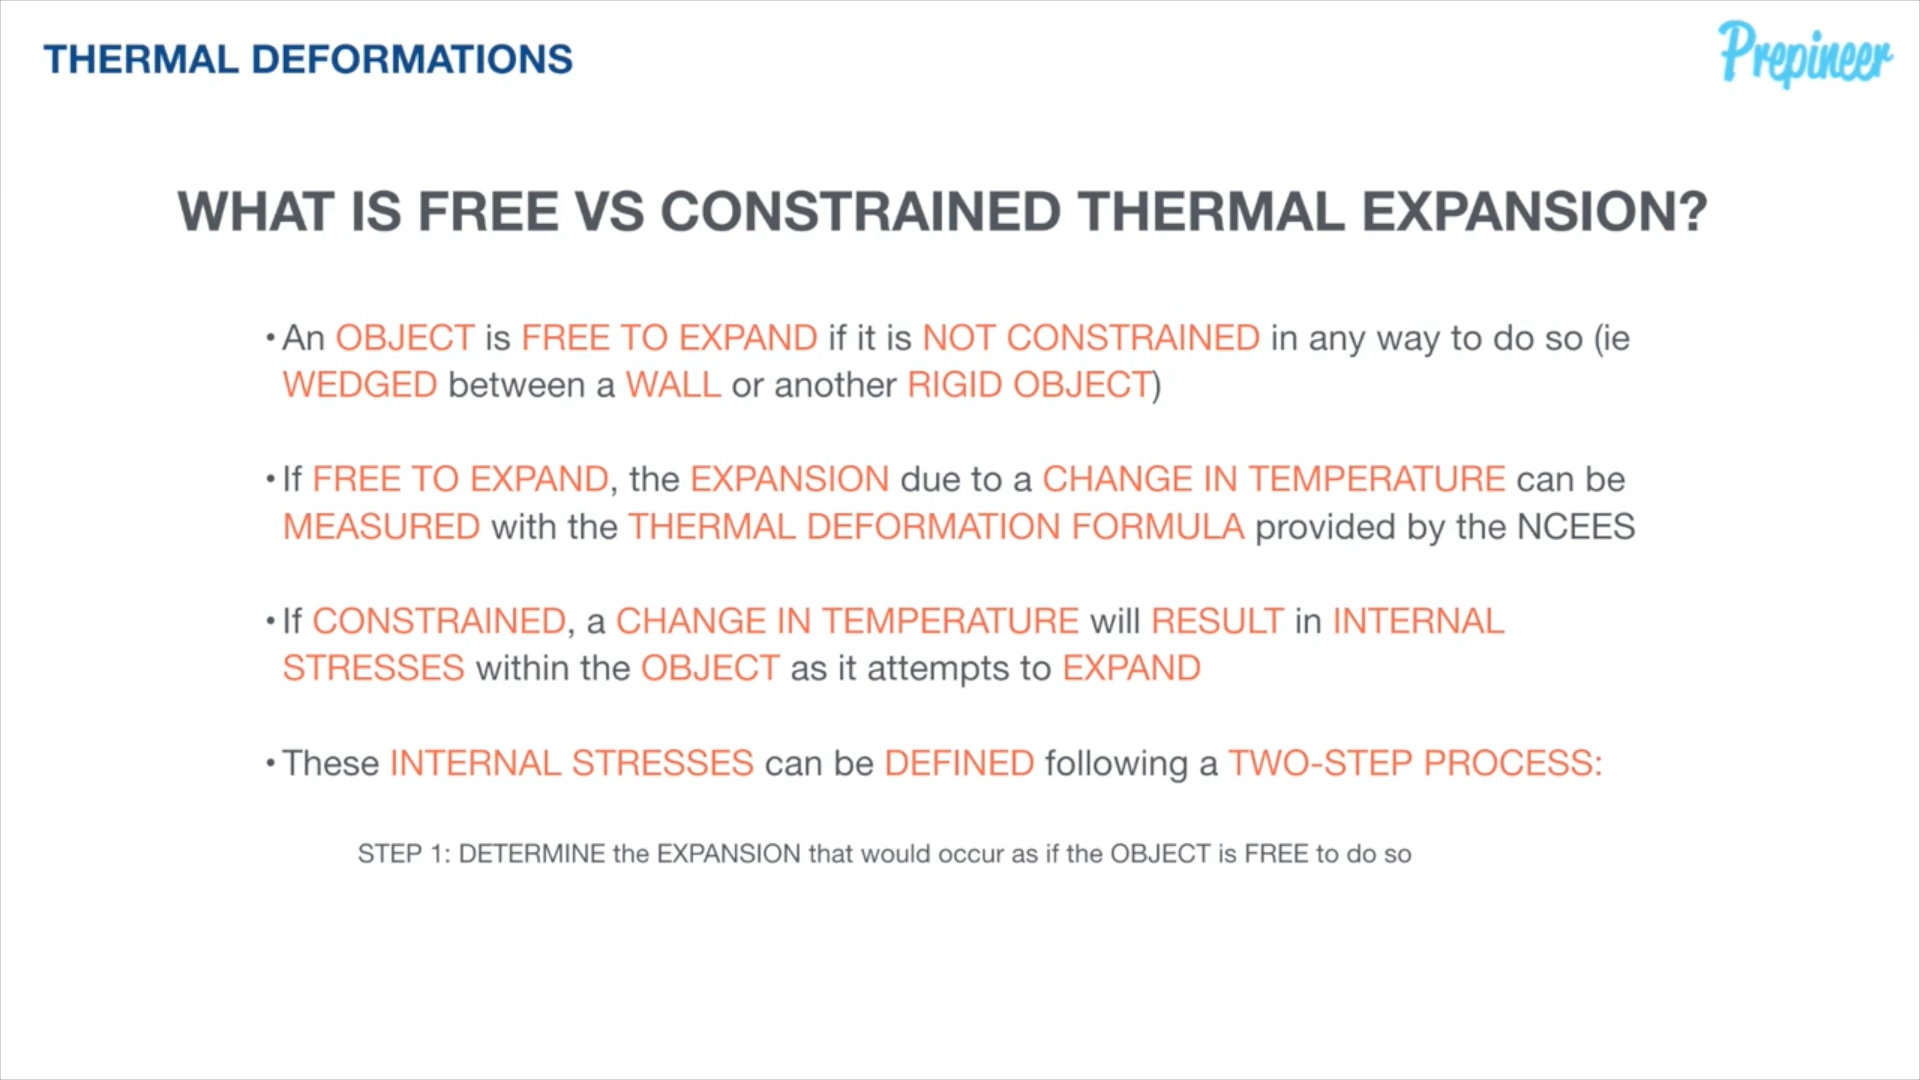 THERMAL DEFORMATIONS
Prepineer
WHAT IS FREE VS CONSTRAINED THERMAL EXPANSION?
• An OBJECT is FREE TO EXPAND if it is NOT CONSTRAINED in any way to do so (ie
WEDGED between a WALL or another RIGID OBJECT)
• If FREE TO EXPAND, the EXPANSION due to a CHANGE IN TEMPERATURE can be
MEASURED with the THERMAL DEFORMATION FORMULA provided by the NCEES
• If CONSTRAINED, a CHANGE IN TEMPERATURE will RESULT in INTERNAL
STRESSES within the OBJECT as it attempts to EXPAND
• These INTERNAL STRESSES can be DEFINED following a TWO-STEP PROCESS:
STEP 1: DETERMINE the EXPANSION that would occur as if the OBJECT is FREE to do so